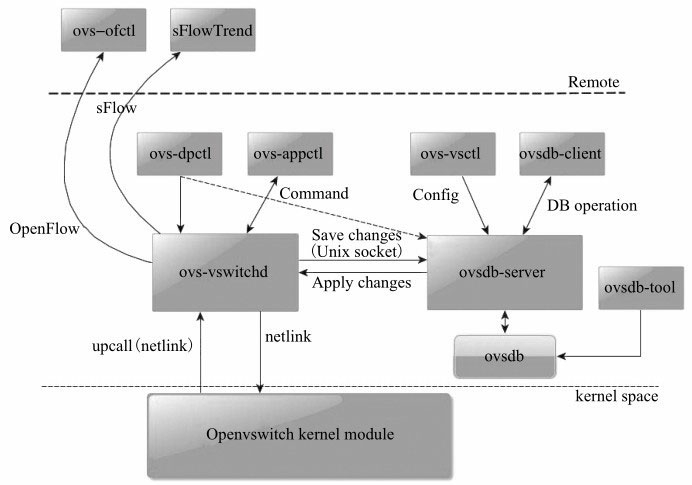 ovs-ofctl
sFlowTrend
Remote
sFlow
ovs-dpctl
ovs-appctl
ovs-vsctl
ovsdb-client
Command
Config
DB operation
OpenFlow
Save changes
(Unix socket)
ovs-vswitchd
ovsdb-server
Apply changes
ovsdb-tool
upcall (netlink)
netlink
ovsdb
kernel space
Openvswitch kernel module